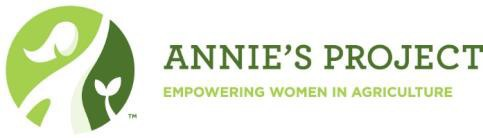 ANNIE'S PROJECT
EMPOWERING WOMEN IN AGRICULTURE
TM